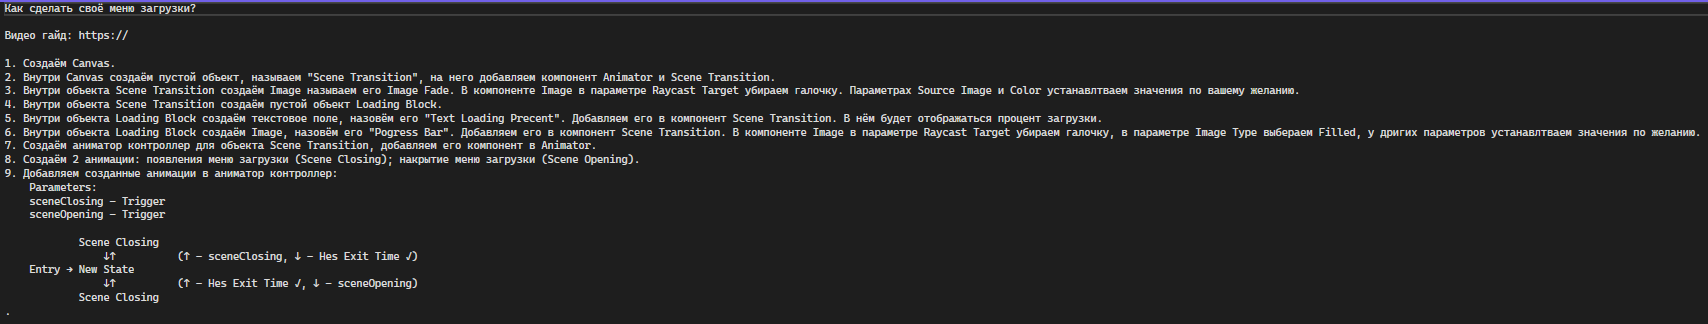 Как сделать своё меню загрузки?
Видео гайд: https://
1. Создаём Canvas.
2. Внутри Canvas создаём пустой объект, называем "Scene Transition", на него добавляем компонент Animator и Scene Transition.
3. Внутри объекта Scene Transition создаём Image называем его Image Fade. В компоненте Image в параметре Raycast Target убираем галочку. Параметрах Source Image и Color устанавлтваем значения по вашему желанию.
4. Внутри объекта Scene Transition создаём пустой объект Loading Block.
5. Внутри объекта Loading Block создаём текстовое поле, назовём его "Text Loading Precent". Добавляем его в компонент Scene Transition. В нём будет отображаться процент загрузки.
6. Внутри объекта Loading Block создаём Image, назовём его "Pogress Bar". Добавляем его в компонент Scene Transition. В компоненте Image в параметре Raycast Target убираем галочку, в параметре Image Type выбераем Filled, у дригих параметров устанавлтваем значения по желанию.
7. Создаём аниматор контроллер для объекта Scene Transition, добавляем его компонент в Animator.
8. Создаём 2 анимации: появления меню загрузки (Scene Closing); накрытие меню загрузки (Scene Opening).
9. Добавляем созданные анимации в аниматор контроллер:
Parameters:
sceneClosing - Trigger
sceneOpening - Trigger
Scene Closing
↓↑ (↑ - sceneClosing, ↓ - Hes Exit Time ✓)
Entry → New State
↓↑ (↑ - Hes Exit Time ✓, ↓ - sceneOpening)
Scene Closing
.